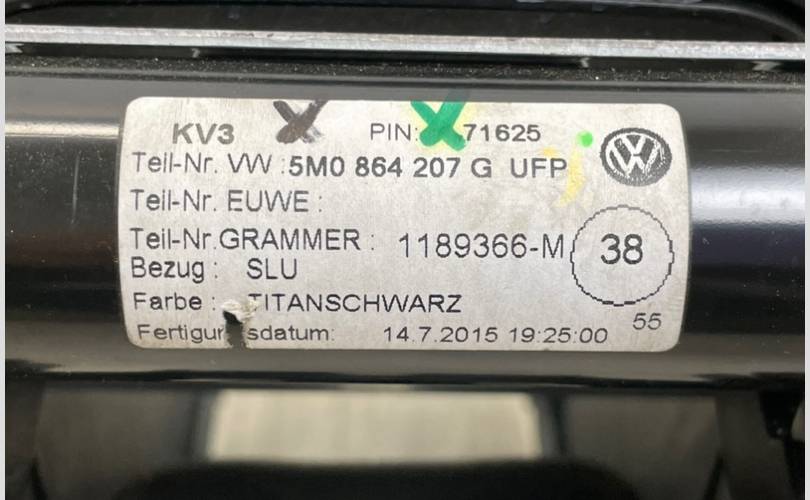 KV3 PIN: 71625
Teil-Nr. VW :5M0 864 207 G UFP
Teil-Nr. EUWE :
Teil-Nr.GRAMMER : 1189366-M 38
Bezug : SLU
Farbe : TITANSCHWARZ
55
datum: 14.7.2015 19:25:00